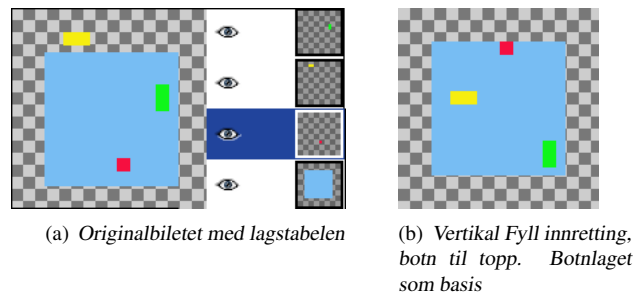 (a) Originalbiletet med lagstabelen
(b) Vertikal Fyll innretting,
botn til topp. Botnlaget
som basis